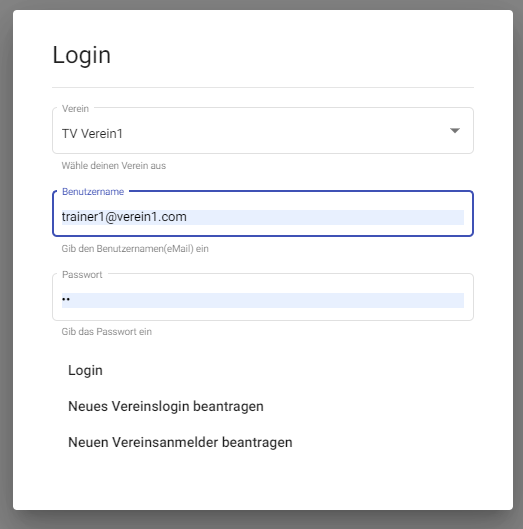 Login
Verein
TV Verein1
Wähle deinen Verein aus
Benutzername
trainer1@verein1.com
Gib den Benutzernamen(eMail) ein
Passwort
••
Gib das Passwort ein
Login
Neues Vereinslogin beantragen
Neuen Vereinsanmelder beantragen